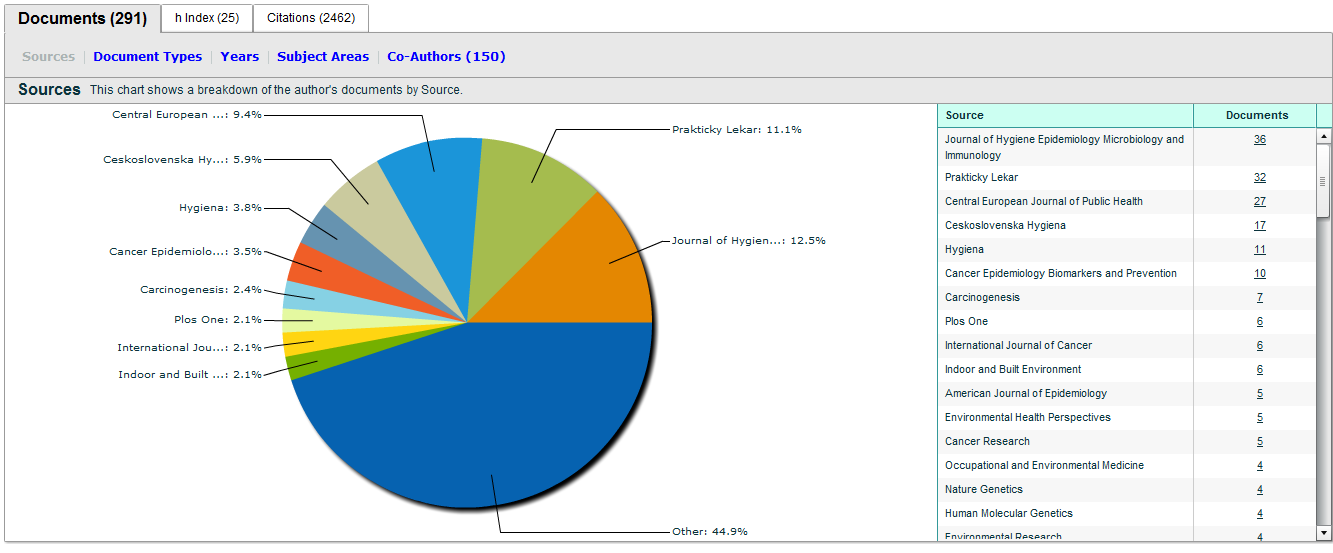 Documents (291)
h Index (25)
Citations (2462)
Sources
Document Types
Years
Subject Areas
Co-Authors (150)
Sources This chart shows a breakdown of the author's documents by Source.
Central European ...: 9.4%
Ceskoslovenska Hy...: 5.9%
Hygiena: 3.8%
Cancer Epidemiolo...: 3.5%
Carcinogenesis: 2.4%
Plos One: 2.1%
International Jou...: 2.1%
Indoor and Built ...: 2.1%
Prakticky Lekar: 11.1%
Journal of Hygien...: 12.5%
Other: 44.9%
Source Documents
Journal of Hygiene Epidemiology Microbiology and
Immunology 36
Prakticky Lekar 32
Central European Journal of Public Health 27
Ceskoslovenska Hygiena 17
Hygiena 11
Cancer Epidemiology Biomarkers and Prevention 10
Carcinogenesis 7
Plos One 6
International Journal of Cancer 6
Indoor and Built Environment 6
American Journal of Epidemiology 5
Environmental Health Perspectives 5
Cancer Research 5
Occupational and Environmental Medicine 4
Nature Genetics 4
Human Molecular Genetics 4
Environmental Research 4